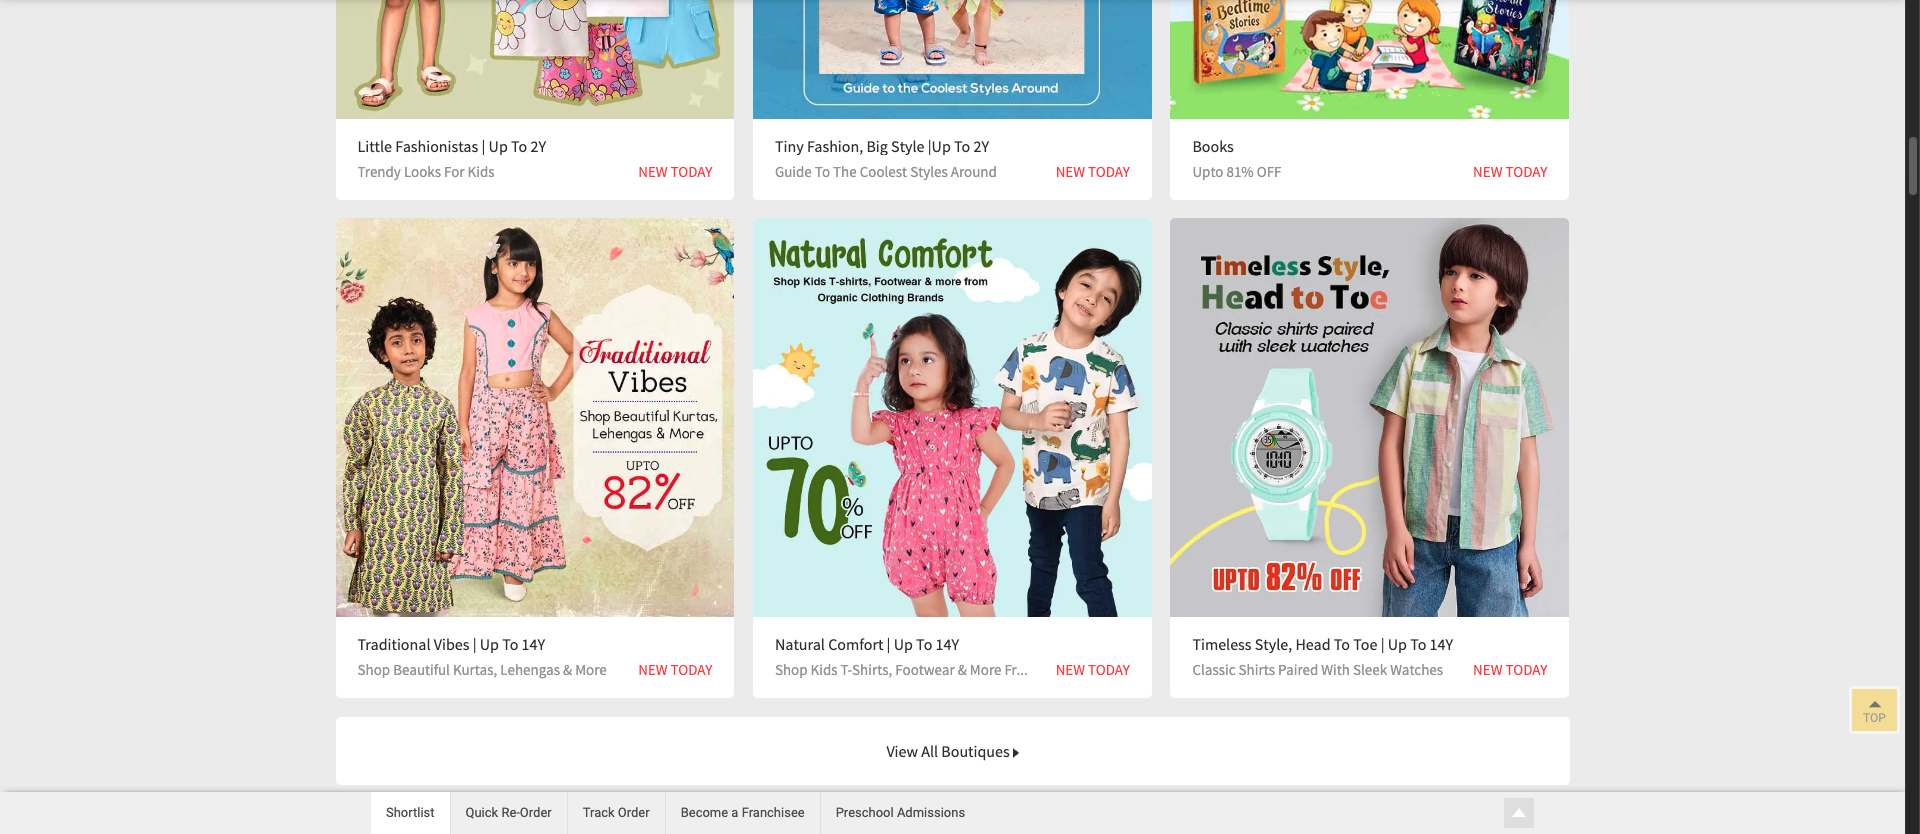 Bedtime
Stories
Stories
Guide to the Coolest Styles Around
Little Fashionistas | Up To 2Y
Trendy Looks For Kids
NEW TODAY
Tiny Fashion, Big Style |Up To 2Y
Guide To The Coolest Styles Around
NEW TODAY
Books
Upto 81% OFF
NEW TODAY
Traditional
Vibes
Shop Beautiful Kurtas,
Lehengas & More
UPTO
82% OFF
Natural Comfort
Shop Kids T-shirts, Footwear & more from
Organic Clothing Brands
UPTO
70% OFF
Timeless Style,
Head to Toe
Classic shirts paired
with sleek watches
35
10:10
UPTO 82% OFF
Traditional Vibes | Up To 14Y
Shop Beautiful Kurtas, Lehengas & More
NEW TODAY
Natural Comfort | Up To 14Y
Shop Kids T-Shirts, Footwear & More Fr...
NEW TODAY
Timeless Style, Head To Toe | Up To 14Y
Classic Shirts Paired With Sleek Watches
NEW TODAY
TOP
View All Boutiques
Shortlist
Quick Re-Order
Track Order
Become a Franchisee
Preschool Admissions